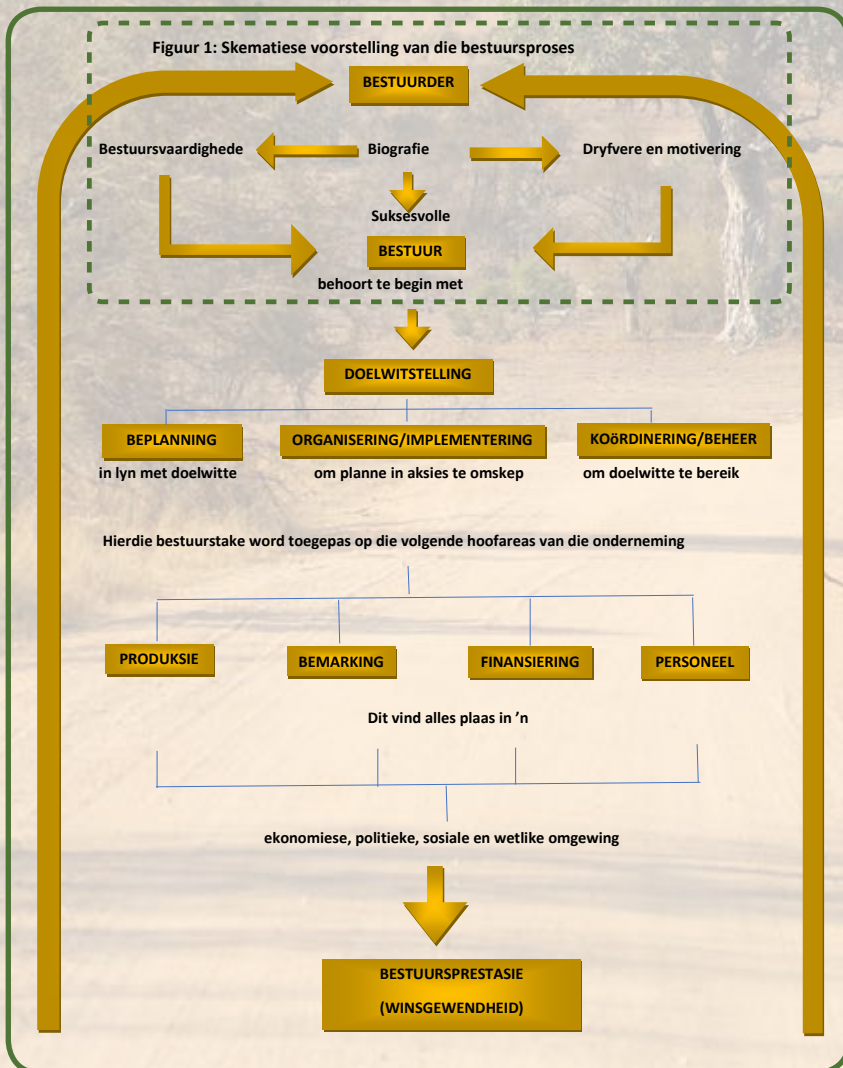 Figuur 1: Skematiese voorstelling van die bestuursproses
BESTUURDER
Bestuursvaardighede
Biografie
Dryfvere en motivering
Suksesvolle
BESTUUR
behoort te begin met
DOELWITSTELLING
BEPLANNING
ORGANISERING/IMPLEMENTERING
KOöRDINERING/BEHEER
in lyn met doelwitte
om planne in aksies te omskep
om doelwitte te bereik
Hierdie bestuurstake word toegepas op die volgende hoofareas van die onderneming
PRODUKSIE
BEMARKING
FINANSIERING
PERSONEEL
Dit vind alles plaas in ’n
ekonomiese, politieke, sosiale en wetlike omgewing
BESTUURSPRESTASIE
(WINSGEWENDHEID)